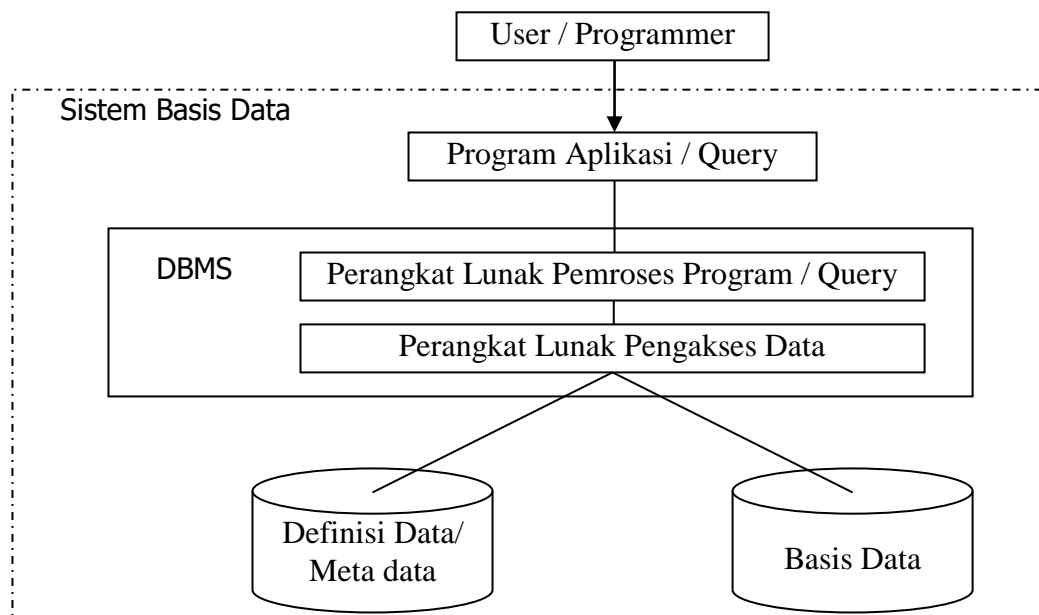 User / Programmer
Sistem Basis Data
Program Aplikasi / Query
DBMS
Perangkat Lunak Pemroses Program / Query
Perangkat Lunak Pengakses Data
Definisi Data/
Meta data
Basis Data